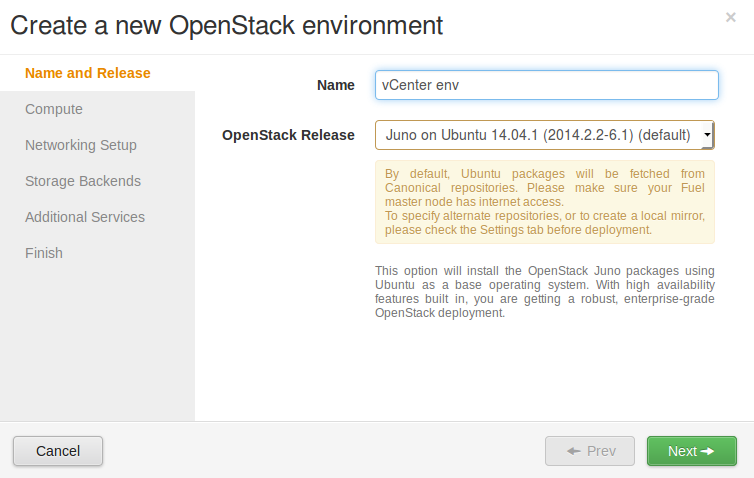 Create a new OpenStack environment
×
Name and Release
Compute
Networking Setup
Storage Backends
Additional Services
Finish
Name
vCenter env
OpenStack Release
Juno on Ubuntu 14.04.1 (2014.2.2-6.1) (default)
By default, Ubuntu packages will be fetched from
Canonical repositories. Please make sure your Fuel
master node has internet access.
To specify alternate repositories, or to create a local mirror,
please check the Settings tab before deployment.
This option will install the OpenStack Juno packages using
Ubuntu as a base operating system. With high availability
features built in, you are getting a robust, enterprise-grade
OpenStack deployment.
Cancel
Prev
Next